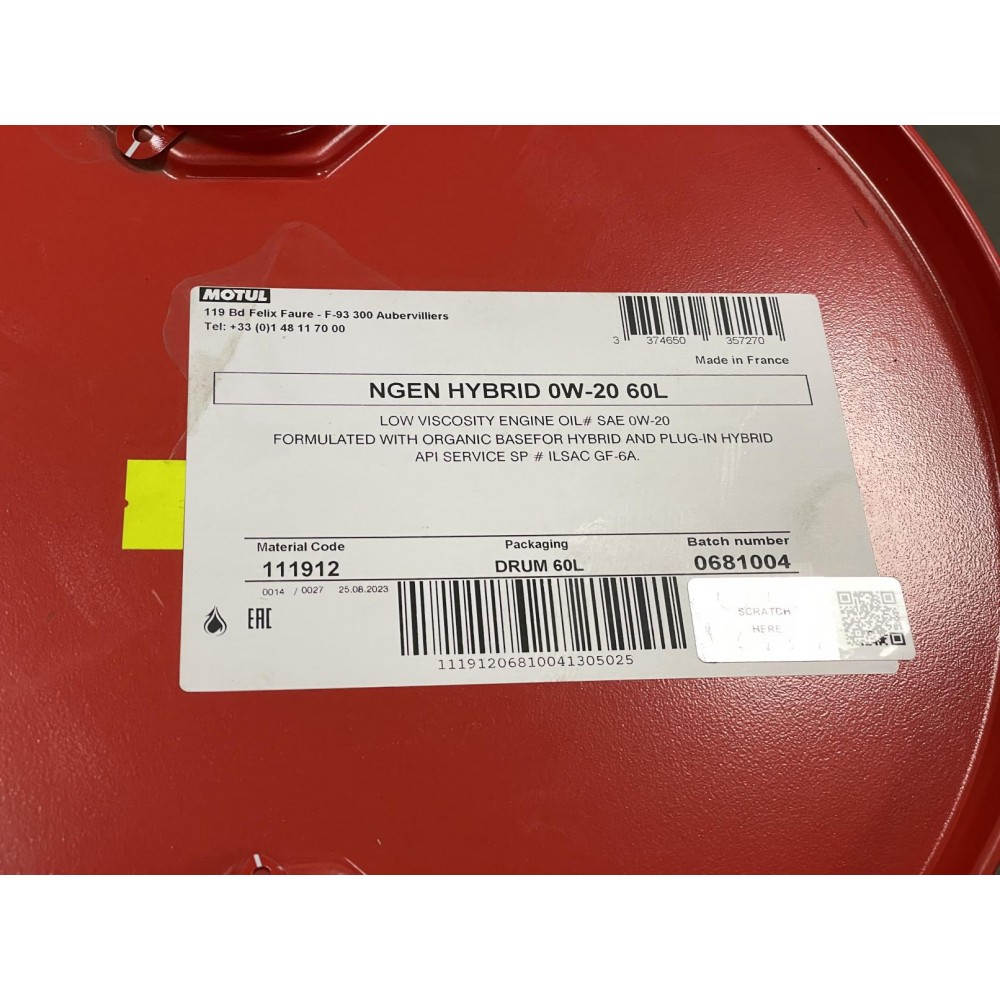 MOTUL
119 Bd Felix Faure - F-93 300 Aubervilliers
Tel: +33 (0)1 48 11 70 00
3 374650 357270
Made in France
NGEN HYBRID 0W-20 60L
LOW VISCOSITY ENGINE OIL# SAE 0W-20
FORMULATED WITH ORGANIC BASEFOR HYBRID AND PLUG-IN HYBRID
API SERVICE SP # ILSAC GF-6A.
Material Code Packaging Batch number
111912 DRUM 60L 0681004
0014 / 0027 25.08.2023
EAC
11191206810041305025
SCRATCH
HERE